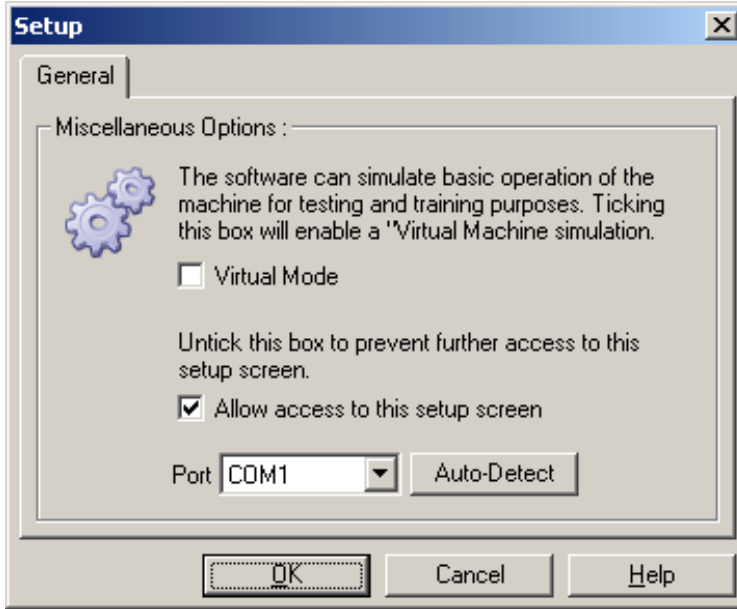 Setup
General
Miscellaneous Options :
The software can simulate basic operation of the
machine for testing and training purposes. Ticking
this box will enable a "Virtual Machine simulation.
Virtual Mode
Untick this box to prevent further access to this
setup screen.
Allow access to this setup screen
Port COM1 Auto-Detect
OK Cancel Help